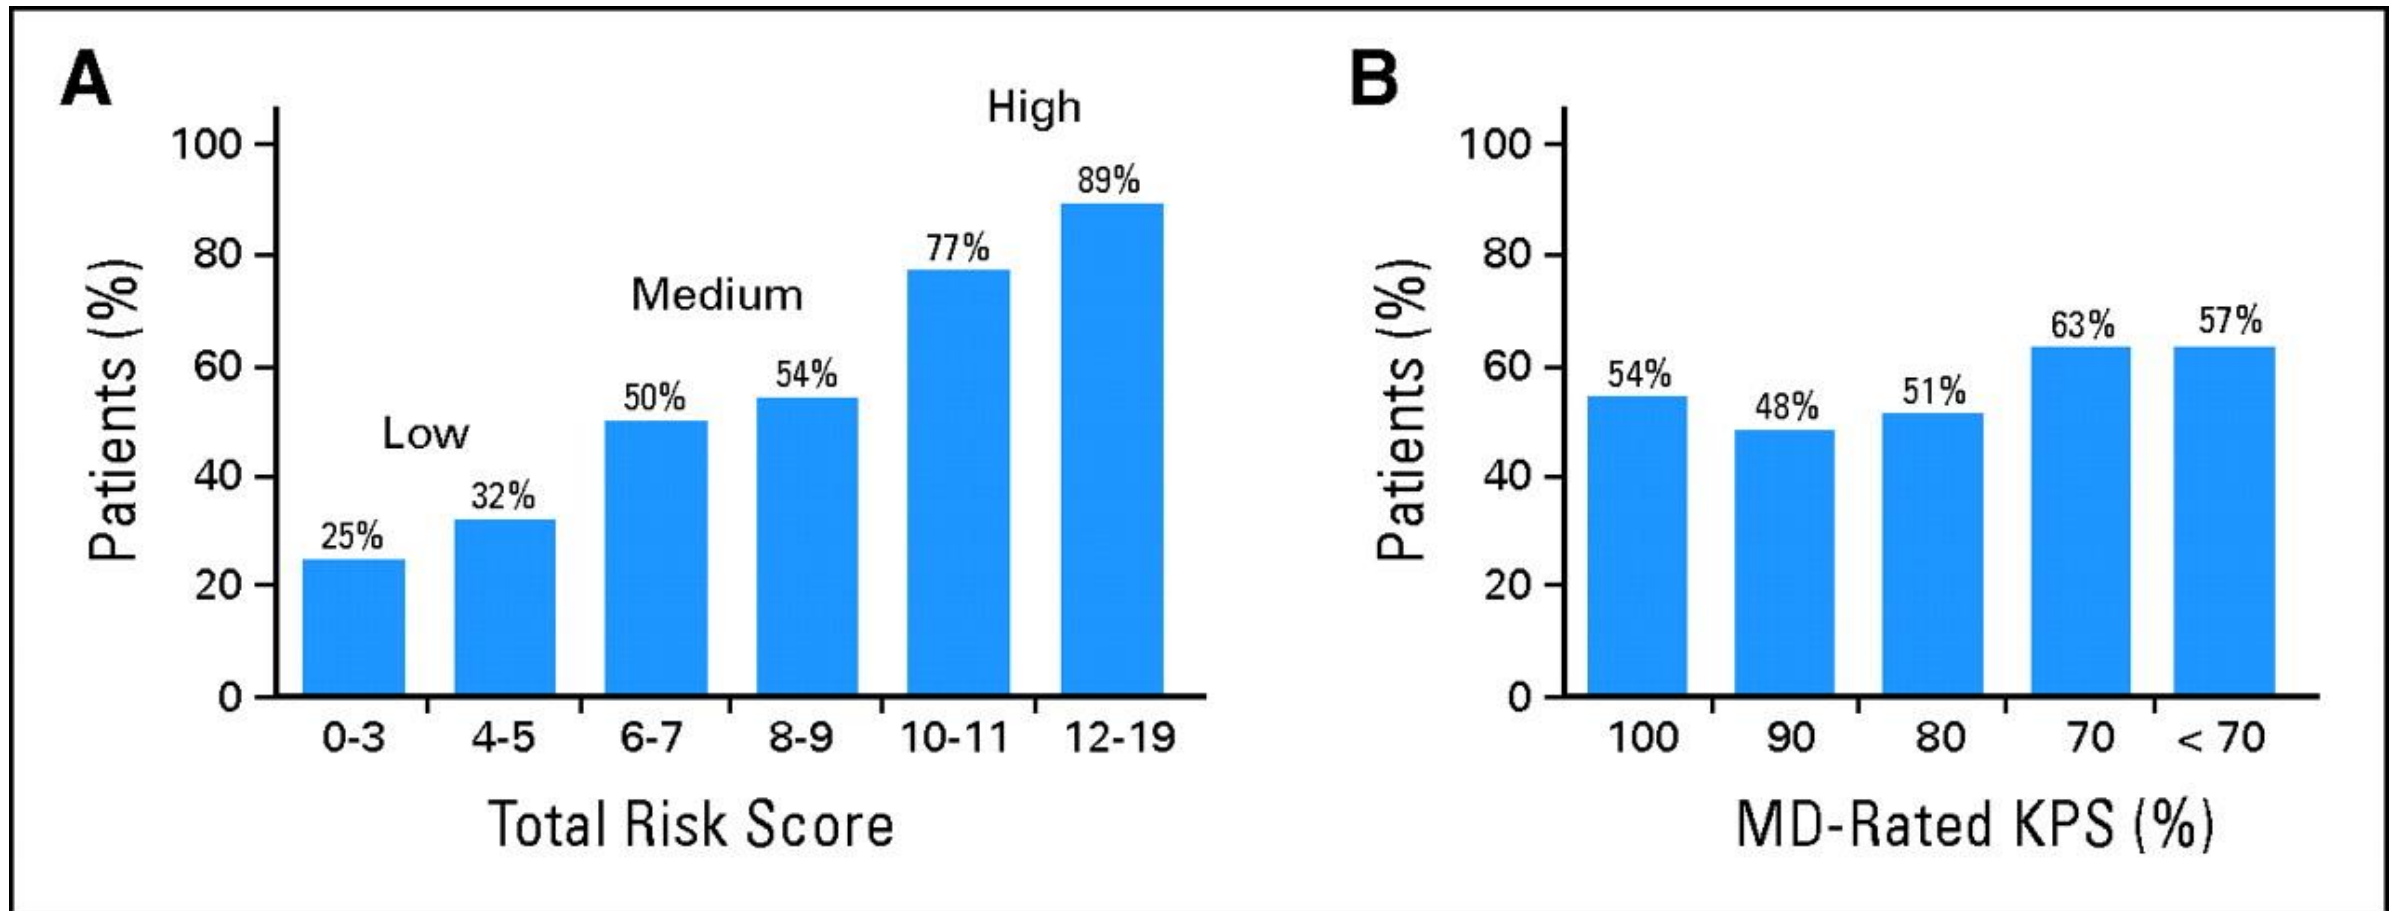 A
High
100
89%
80
77%
Medium
60
54%
50%
Low
40
32%
25%
20
0
0-3 4-5 6-7 8-9 10-11 12-19
Patients (%)
Total Risk Score
B
100
80
63%
57%
60
54%
51%
48%
40
20
0
100 90 80 70 < 70
Patients (%)
MD-Rated KPS (%)